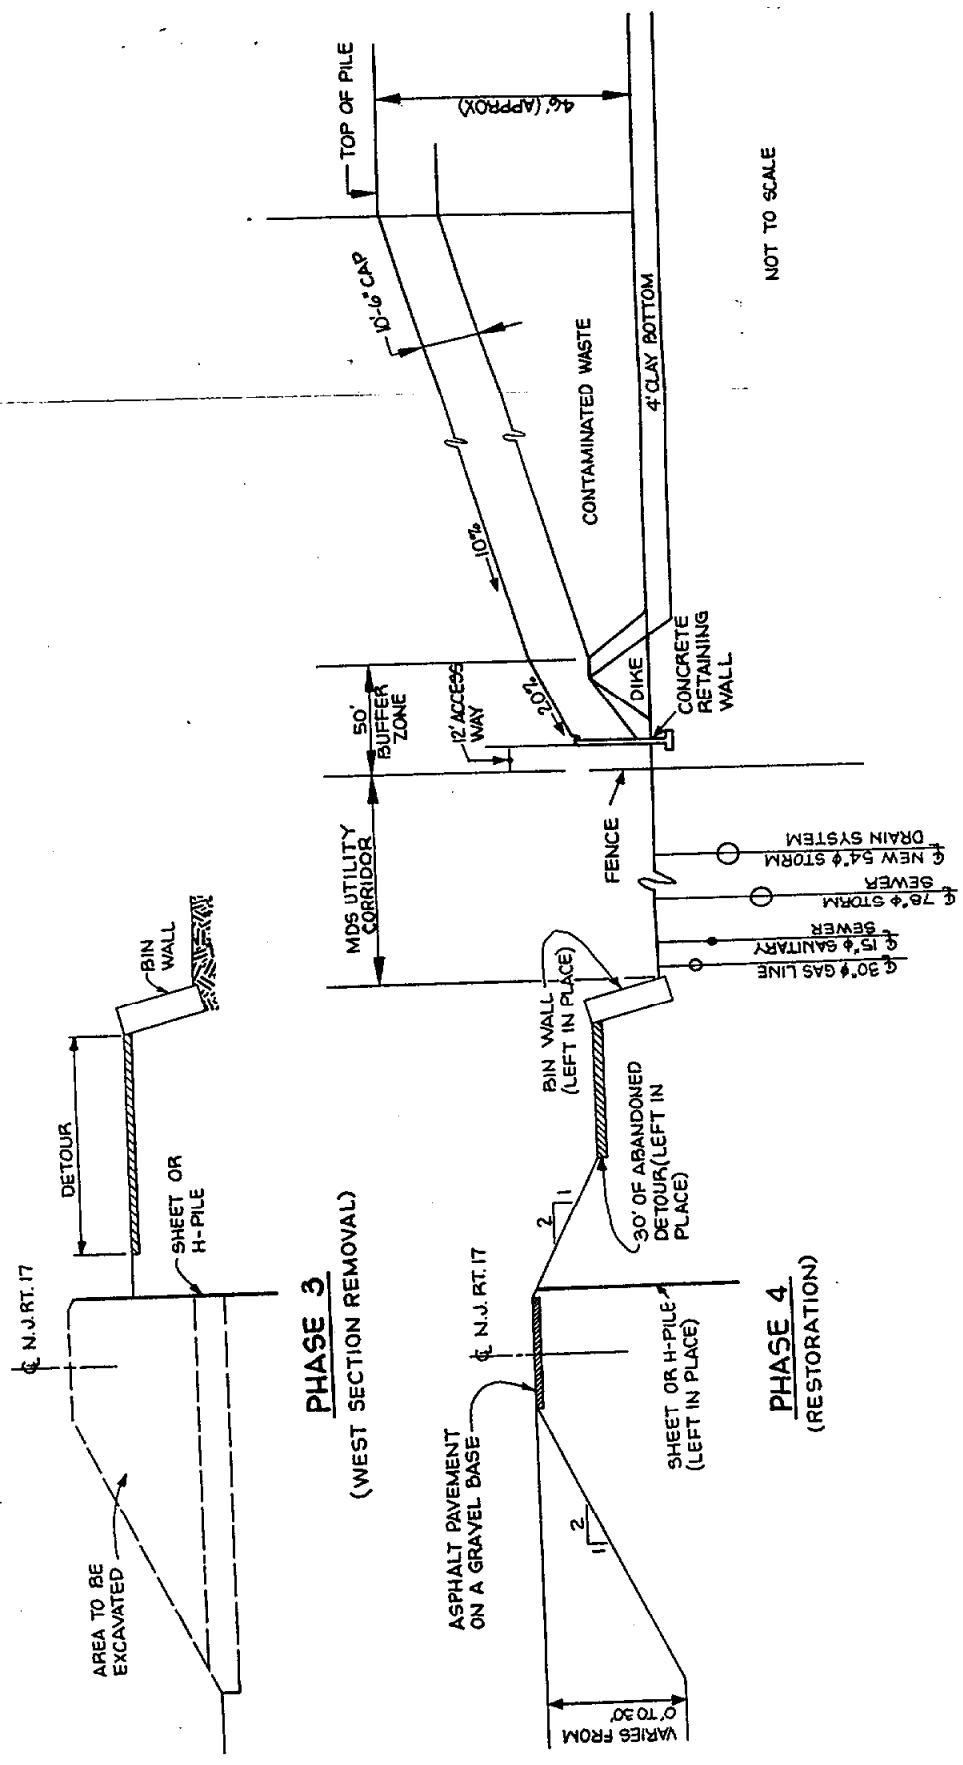 ℄ N.J. RT. 17
DETOUR
BIN
WALL
SHEET OR
H-PILE
AREA TO BE
EXCAVATED
PHASE 3
(WEST SECTION REMOVAL)
TOP OF PILE
10'-6" CAP
46' (APPROX)
10%
20%
50'
BUFFER
ZONE
12' ACCESS
WAY
MDS UTILITY
CORRIDOR
CONTAMINATED WASTE
4' CLAY BOTTOM
DIKE
CONCRETE
RETAINING
WALL
FENCE
NOT TO SCALE
℄ NEW 54"φ STORM
DRAIN SYSTEM
℄ 78"φ STORM
SEWER
℄ 15"φ SANITARY
SEWER
℄ 30"φ GAS LINE
BIN WALL
(LEFT IN PLACE)
30' OF ABANDONED
DETOUR (LEFT IN
PLACE)
2
1
℄ N.J. RT. 17
ASPHALT PAVEMENT
ON A GRAVEL BASE
SHEET OR H-PILE
(LEFT IN PLACE)
2
1
VARIES FROM
0' TO 30'
PHASE 4
(RESTORATION)